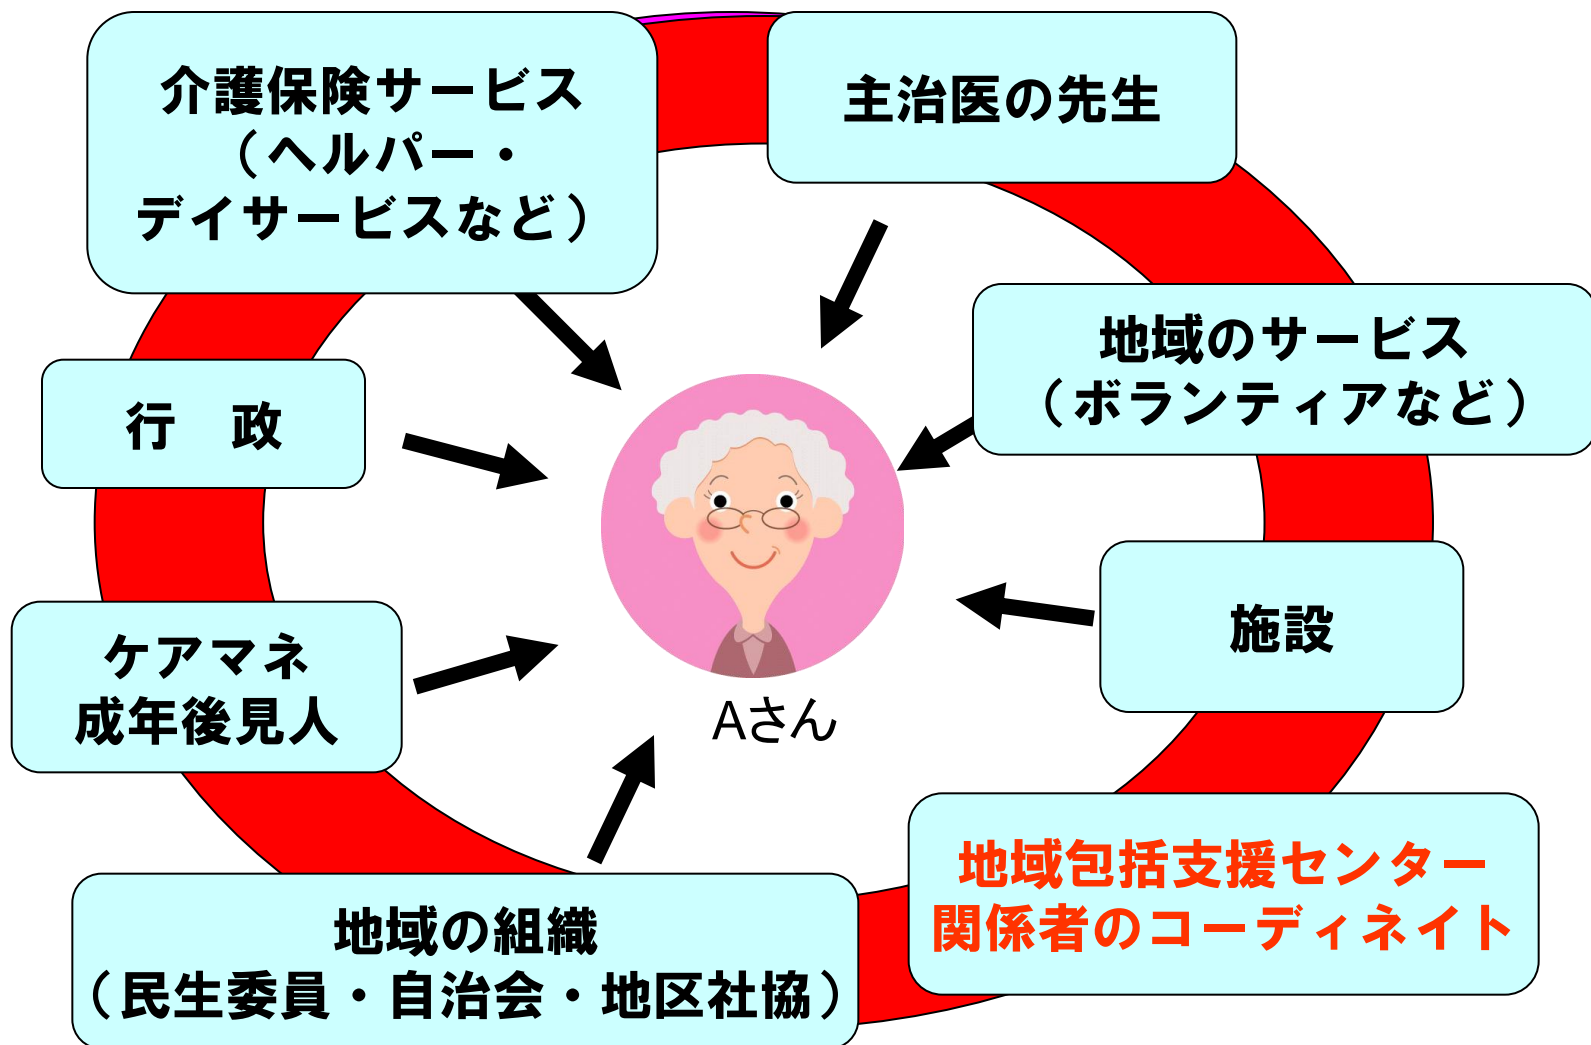 介護保険サービス
（ヘルパー・
デイサービスなど）
主治医の先生
地域のサービス
（ボランティアなど）
行　政
施設
ケアマネ
成年後見人
Aさん
地域包括支援センター
関係者のコーディネイト
地域の組織
（民生委員・自治会・地区社協）